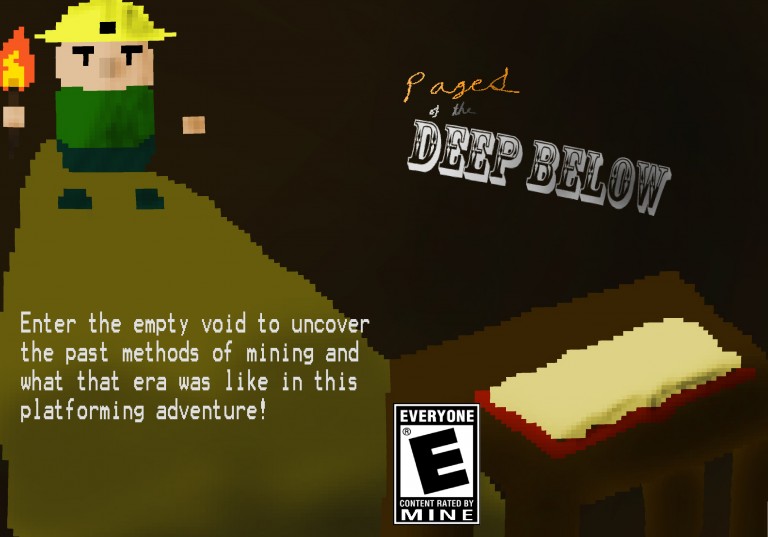 Pages
of the
DEEP BELOW
Enter the empty void to uncover
the past methods of mining and
what that era was like in this
platforming adventure!
EVERYONE
E
®
CONTENT RATED BY
MINE